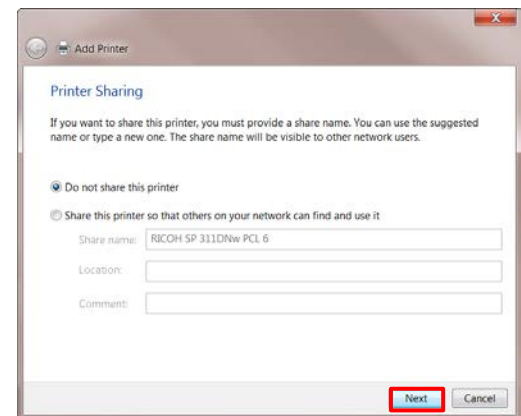 Add Printer
Printer Sharing
If you want to share this printer, you must provide a share name. You can use the suggested
name or type a new one. The share name will be visible to other network users.
Do not share this printer
Share this printer so that others on your network can find and use it
Share name: RICOH SP 311DNw PCL 6
Location:
Comment:
Next Cancel